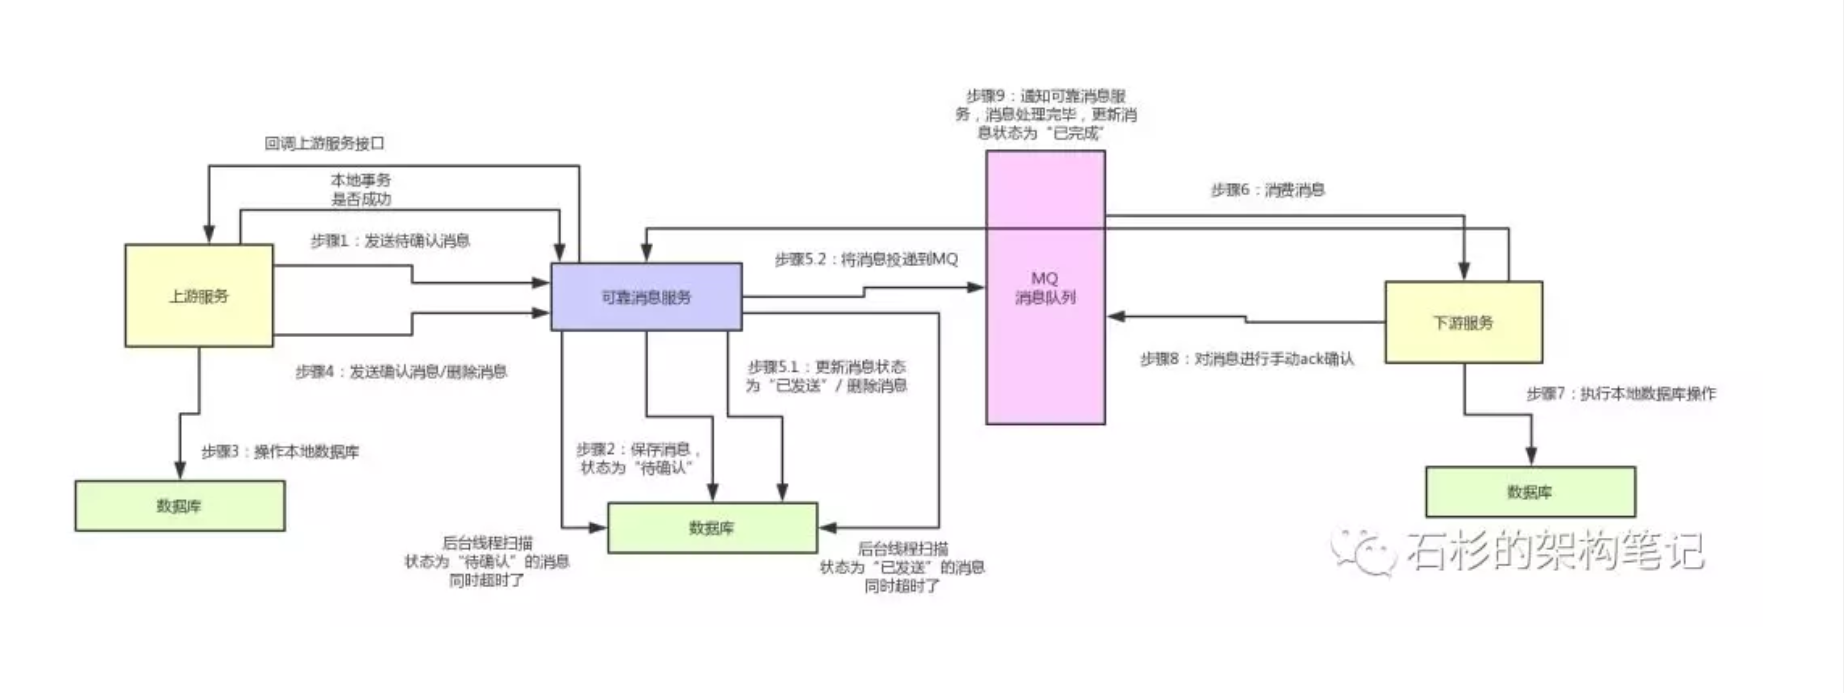 步骤9：通知可靠消息服
务，消息处理完毕，更新消
息状态为“已完成”
回调上游服务接口
本地事务
是否成功
步骤6：消费消息
步骤1：发送待确认消息
步骤5.2：将消息投递到MQ
上游服务
可靠消息服务
MQ
消息队列
下游服务
步骤4：发送确认消息/删除消息
步骤5.1：更新消息状态
为“已发送”/ 删除消息
步骤8：对消息进行手动ack确认
步骤7：执行本地数据库操作
步骤3：操作本地数据库
步骤2：保存消息，
状态为“待确认”
数据库
数据库
数据库
后台线程扫描
状态为“待确认”的消息
同时超时了
后台线程扫描
状态为“已发送”的消息
同时超时了
石杉的架构笔记